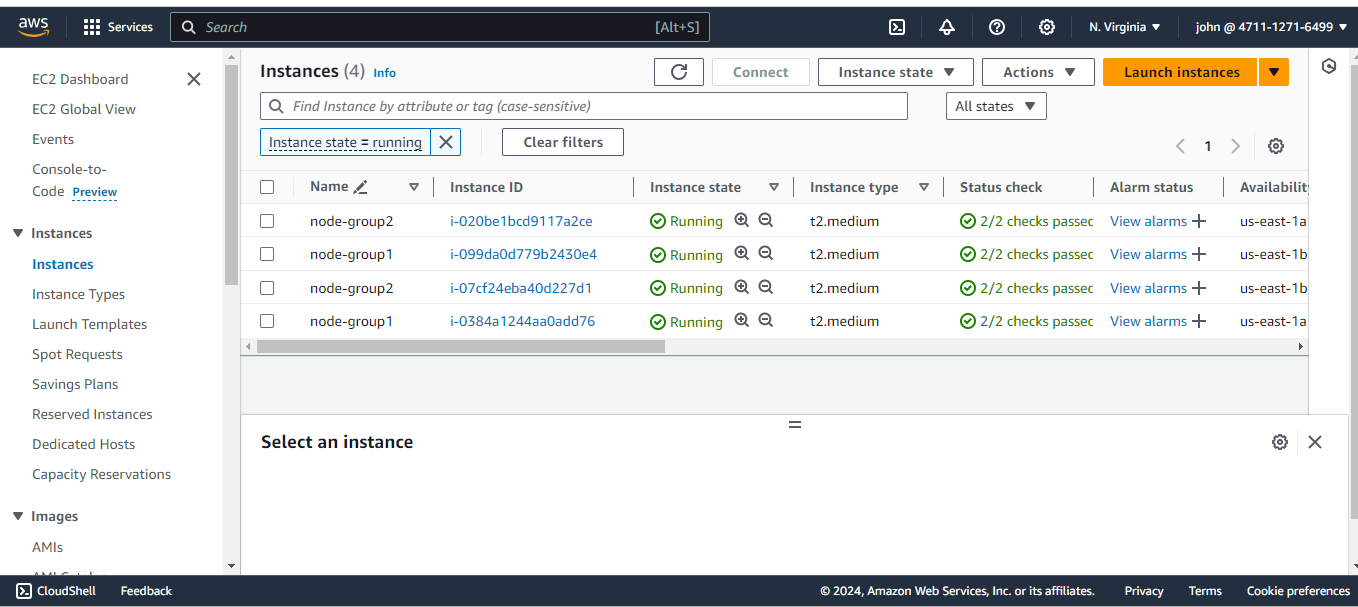 aws Services Search [Alt+S] N. Virginia john @ 4711-1271-6499
EC2 Dashboard
EC2 Global View
Events
Console-to-
Code Preview
Instances
Instances
Instance Types
Launch Templates
Spot Requests
Savings Plans
Reserved Instances
Dedicated Hosts
Capacity Reservations
Images
AMIs
Instances (4) Info Connect Instance state Actions Launch instances
Find Instance by attribute or tag (case-sensitive) All states
Instance state = running Clear filters 1
Name Instance ID Instance state Instance type Status check Alarm status Availability
node-group2 i-020be1bcd9117a2ce Running t2.medium 2/2 checks passed View alarms + us-east-1a
node-group1 i-099da0d779b2430e4 Running t2.medium 2/2 checks passed View alarms + us-east-1b
node-group2 i-07cf24eba40d227d1 Running t2.medium 2/2 checks passed View alarms + us-east-1b
node-group1 i-0384a1244aa0add76 Running t2.medium 2/2 checks passed View alarms + us-east-1a
Select an instance
CloudShell Feedback © 2024, Amazon Web Services, Inc. or its affiliates. Privacy Terms Cookie preferences